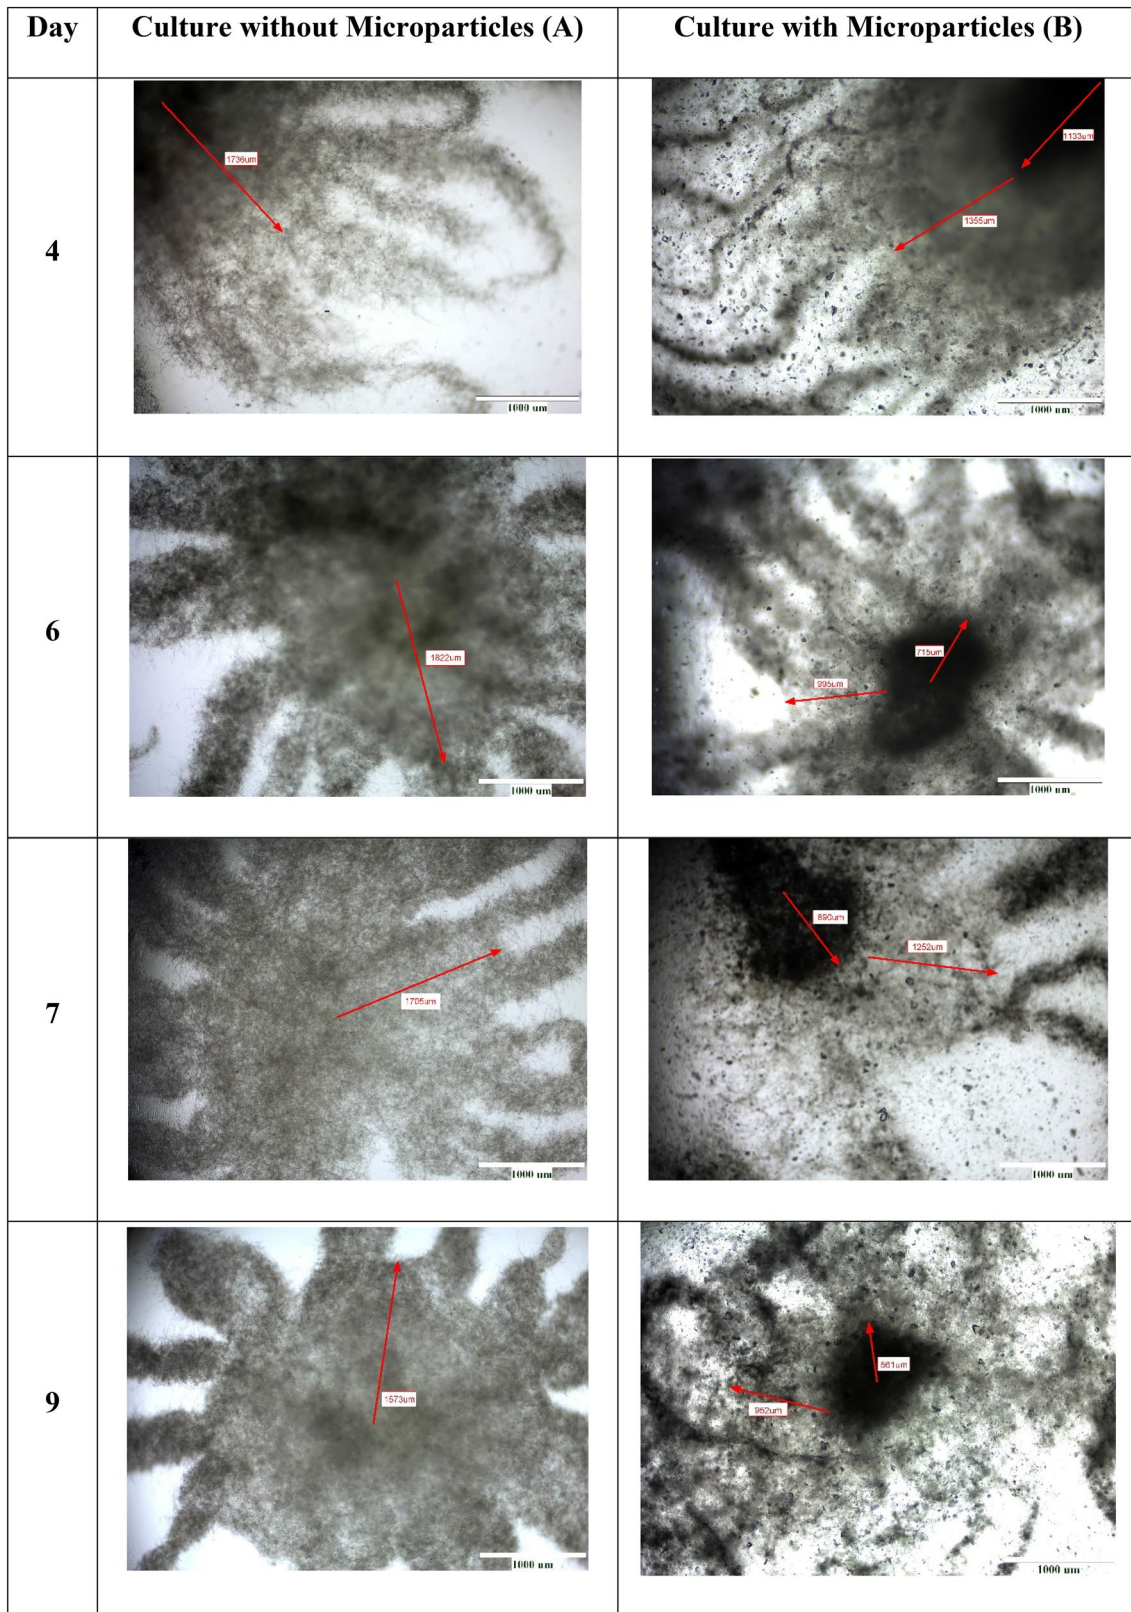 Day
Culture without Microparticles (A)
Culture with Microparticles (B)
4
1736um
1000 um
1133um
1355um
1000 um
6
1822um
1000 um
715um
995um
1000 um
7
1705um
1000 um
890um
1252um
1000 um
9
1573um
1000 um
561um
952um
1000 um